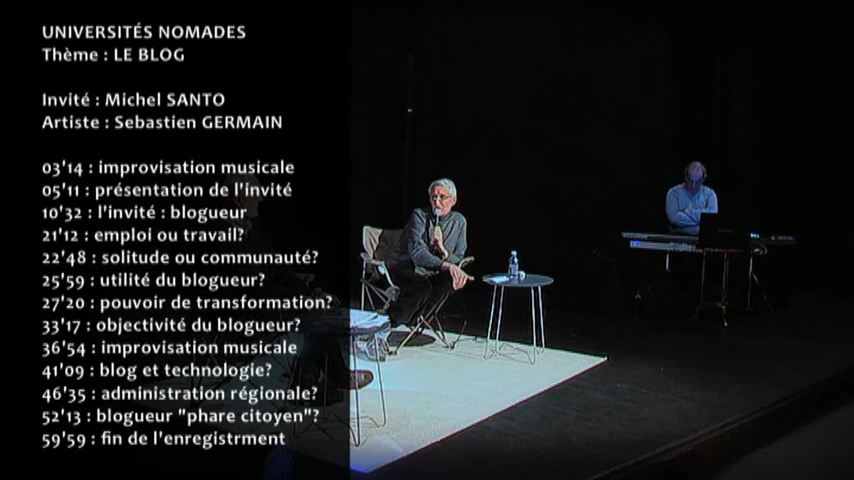 UNIVERSITÉS NOMADES
Thème : LE BLOG
Invité : Michel SANTO
Artiste : Sebastien GERMAIN
03'14 : improvisation musicale
05'11 : présentation de l'invité
10'32 : l'invité : blogueur
21'12 : emploi ou travail?
22'48 : solitude ou communauté?
25'59 : utilité du blogueur?
27'20 : pouvoir de transformation?
33'17 : objectivité du blogueur?
36'54 : improvisation musicale
41'09 : blog et technologie?
46'35 : administration régionale?
52'13 : blogueur "phare citoyen"?
59'59 : fin de l'enregistrment